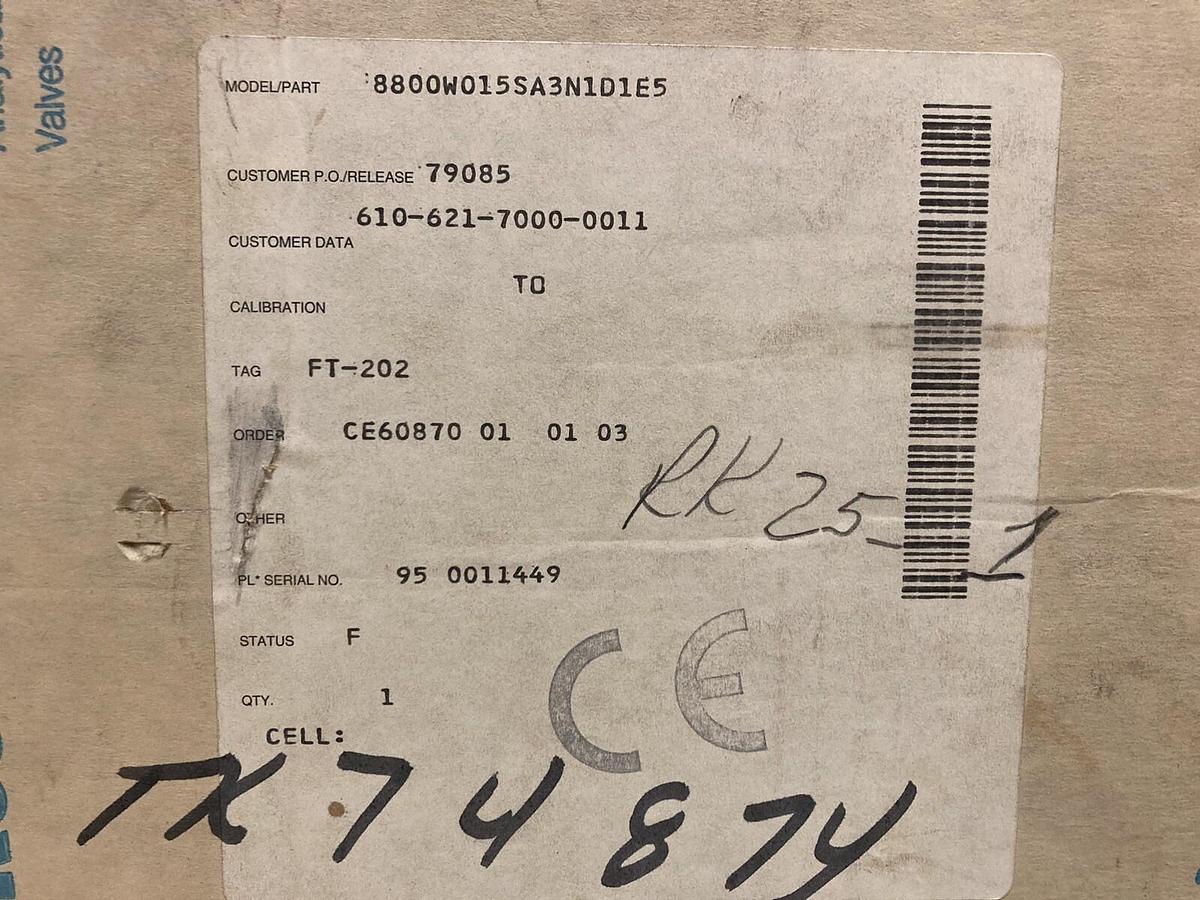 Valves
MODEL/PART 8800W015SA3N1D1E5
CUSTOMER P.O./RELEASE 79085
610-621-7000-0011
CUSTOMER DATA
TO
CALIBRATION
TAG FT-202
ORDER CE60870 01 01 03
RK 25-1
OTHER
PL* SERIAL NO. 95 0011449
STATUS F
CE
QTY. 1
CELL:
TX 74874